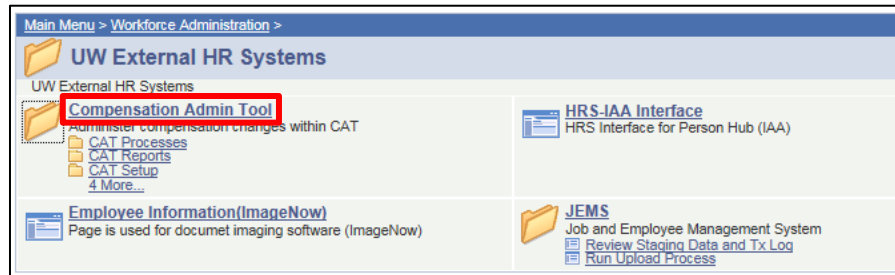 Main Menu > Workforce Administration >
UW External HR Systems
UW External HR Systems
Compensation Admin Tool
Administer compensation changes within CAT
CAT Processes
CAT Reports
CAT Setup
4 More...
HRS-IAA Interface
HRS Interface for Person Hub (IAA)
Employee Information(ImageNow)
Page is used for documet imaging software (ImageNow)
JEMS
Job and Employee Management System
Review Staging Data and Tx Log
Run Upload Process